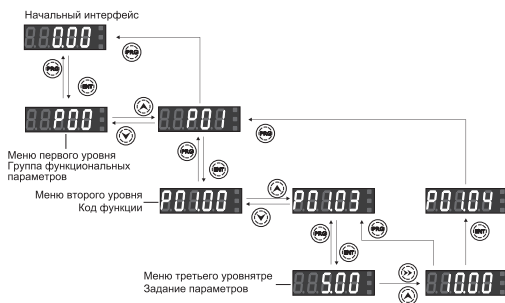 Начальный интерфейс
0.00
PRG
PRG
ENT
P00
P01
Меню первого уровня
Группа функциональных
параметров
PRG
ENT
PRG
Меню второго уровня
Код функции
P01.00
P01.03
P01.04
PRG
ENT
PRG
ENT
Меню третьего уровнятре
Задание параметров
5.00
10.00